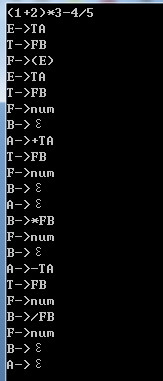 (1+2)*3-4/5
E->TA
T->FB
F->(E)
E->TA
T->FB
F->num
B->ε
A->+TA
T->FB
F->num
B->ε
A->ε
B->*FB
F->num
B->ε
A->-TA
T->FB
F->num
B->/FB
F->num
B->ε
A->ε